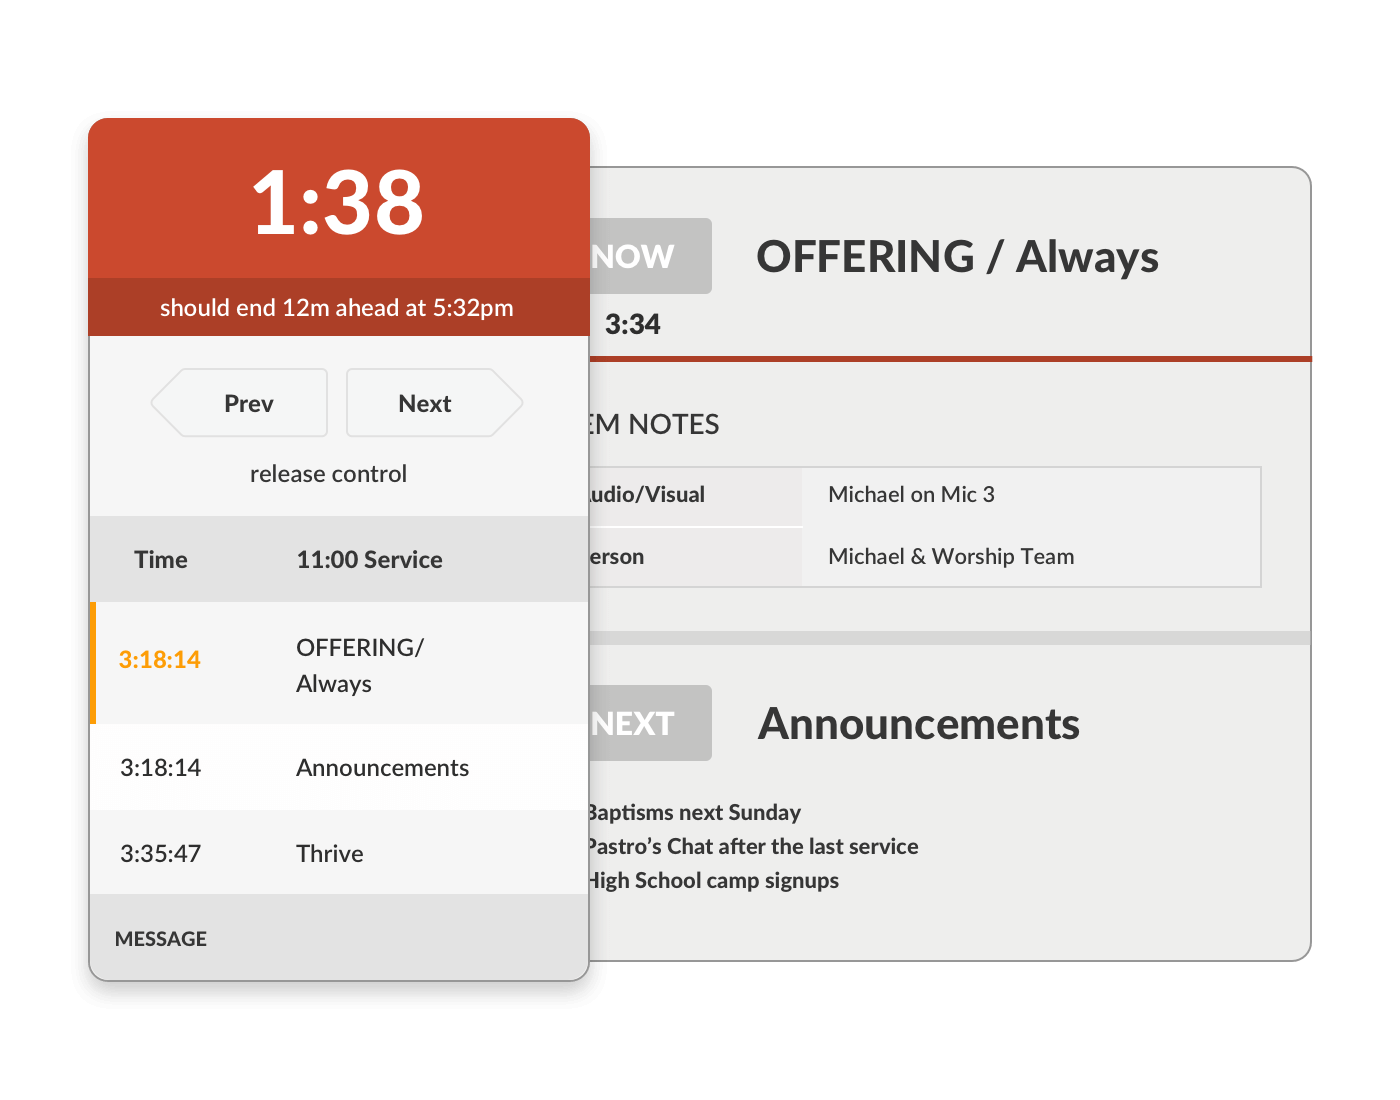 1:38
should end 12m ahead at 5:32pm
Prev
Next
release control
Time 11:00 Service
3:18:14 OFFERING/
Always
3:18:14 Announcements
3:35:47 Thrive
MESSAGE
NOW OFFERING / Always
3:34
EM NOTES
udio/Visual Michael on Mic 3
erson Michael & Worship Team
NEXT Announcements
Baptisms next Sunday
Pastro’s Chat after the last service
High School camp signups